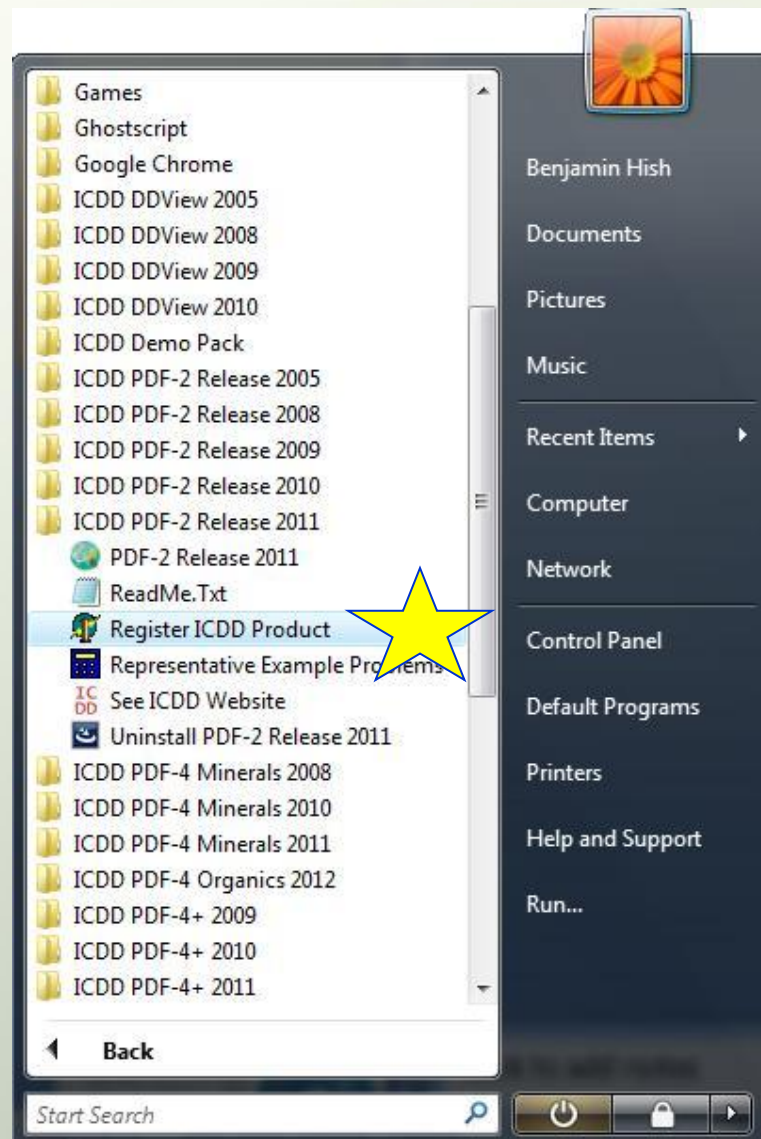 Games
Ghostscript
Google Chrome
ICDD DDView 2005
ICDD DDView 2008
ICDD DDView 2009
ICDD DDView 2010
ICDD Demo Pack
ICDD PDF-2 Release 2005
ICDD PDF-2 Release 2008
ICDD PDF-2 Release 2009
ICDD PDF-2 Release 2010
ICDD PDF-2 Release 2011
PDF-2 Release 2011
ReadMe.Txt
Register ICDD Product
Representative Example Problems
IC
DD
See ICDD Website
Uninstall PDF-2 Release 2011
ICDD PDF-4 Minerals 2008
ICDD PDF-4 Minerals 2010
ICDD PDF-4 Minerals 2011
ICDD PDF-4 Organics 2012
ICDD PDF-4+ 2009
ICDD PDF-4+ 2010
ICDD PDF-4+ 2011
Back
Start Search
Benjamin Hish
Documents
Pictures
Music
Recent Items
Computer
Network
Control Panel
Default Programs
Printers
Help and Support
Run...
to add notes